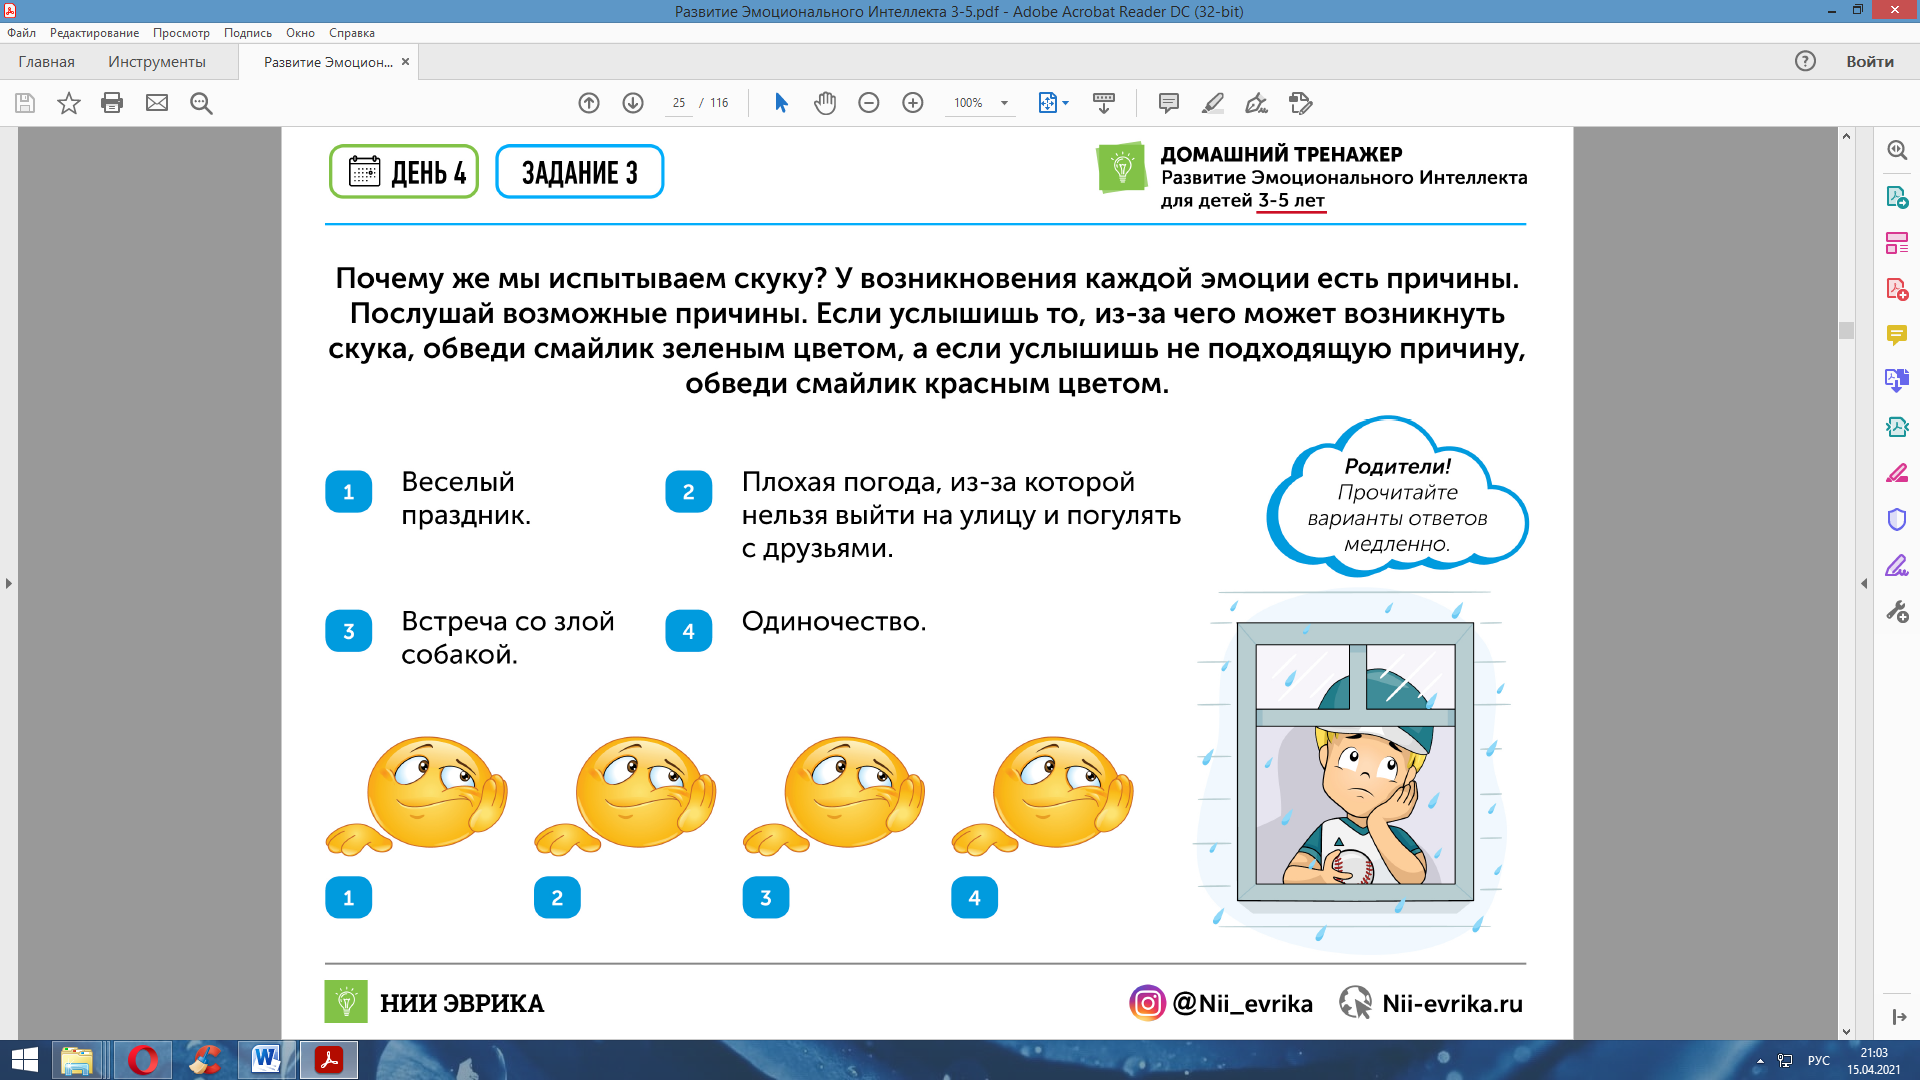 Развитие Эмоционального Интеллекта 3-5.pdf - Adobe Acrobat Reader DC (32-bit)
Файл Редактирование Просмотр Подпись Окно Справка
Главная Инструменты Развитие Эмоцион... × Войти
25 / 116 100%
ДЕНЬ 4 ЗАДАНИЕ 3
ДОМАШНИЙ ТРЕНАЖЕР
Развитие Эмоционального Интеллекта
для детей 3-5 лет
Почему же мы испытываем скуку? У возникновения каждой эмоции есть причины.
Послушай возможные причины. Если услышишь то, из-за чего может возникнуть
скука, обведи смайлик зеленым цветом, а если услышишь не подходящую причину,
обведи смайлик красным цветом.
1 Веселый
праздник.
2 Плохая погода, из-за которой
нельзя выйти на улицу и погулять
с друзьями.
Родители!
Прочитайте
варианты ответов
медленно.
3 Встреча со злой
собакой.
4 Одиночество.
1 2 3 4
НИИ ЭВРИКА @Nii_evrika Nii-evrika.ru
РУС
21:03
15.04.2021